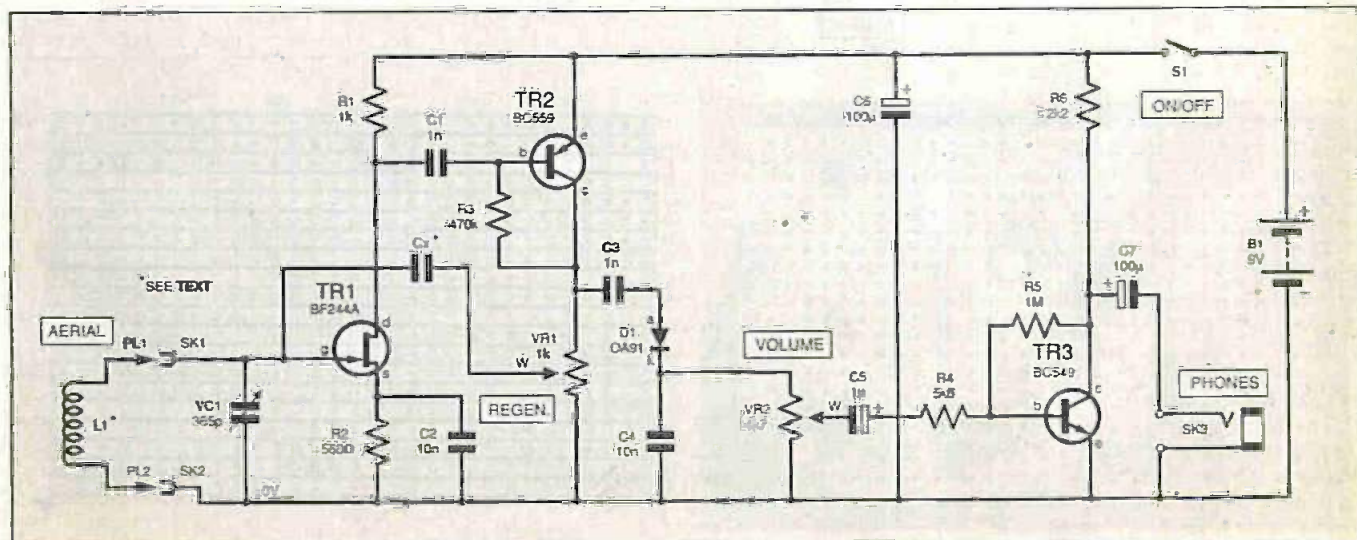 R1
1k
C1
1n
TR2
BC559
b
e
c
R3
470k
Cx*
C3
1n
*SEE TEXT
TR1
BF244A
d
g
s
AERIAL
PL1
SK1
L1*
VC1
365p
PL2
SK2
0V
R2
560Ω
C2
10n
W
VR1
1k
REGEN.
a
D1
OA91
k
C4
10n
VOLUME
VR2
W
C5
1µ
+
R4
5k6
C6
100µ
+
R5
1M
TR3
BC549
b
c
e
R6
2k2
S1
ON/OFF
C7
100µ
+
B1
9V
+
PHONES
SK3